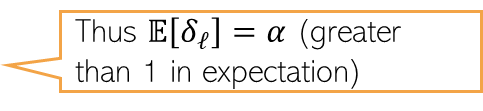 Thus 𝔼[δ_ℓ] = α (greater
than 1 in expectation)